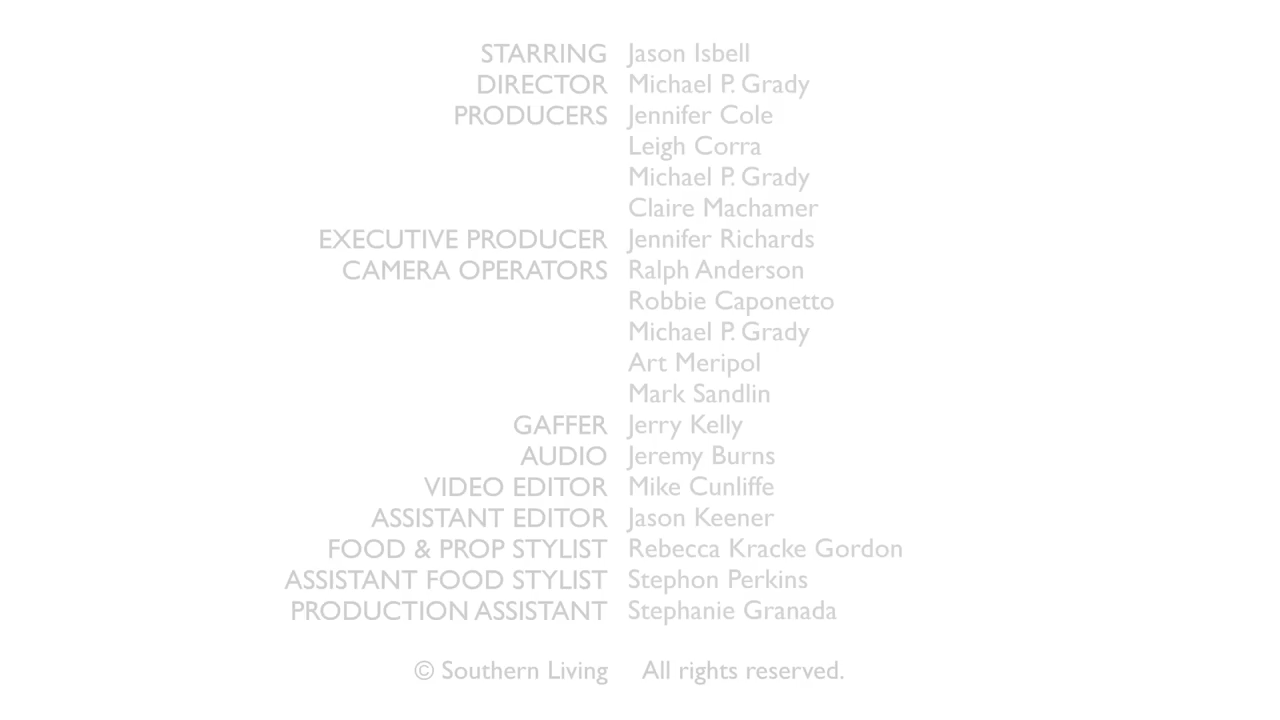 STARRING Jason Isbell
DIRECTOR Michael P. Grady
PRODUCERS Jennifer Cole
Leigh Corra
Michael P. Grady
Claire Machamer
EXECUTIVE PRODUCER Jennifer Richards
CAMERA OPERATORS Ralph Anderson
Robbie Caponetto
Michael P. Grady
Art Meripol
Mark Sandlin
GAFFER Jerry Kelly
AUDIO Jeremy Burns
VIDEO EDITOR Mike Cunliffe
ASSISTANT EDITOR Jason Keener
FOOD & PROP STYLIST Rebecca Kracke Gordon
ASSISTANT FOOD STYLIST Stephon Perkins
PRODUCTION ASSISTANT Stephanie Granada
© Southern Living All rights reserved.